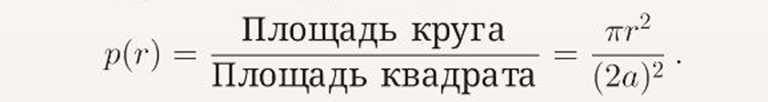 p(r) = Площадь круга / Площадь квадрата = πr² / (2a)² .